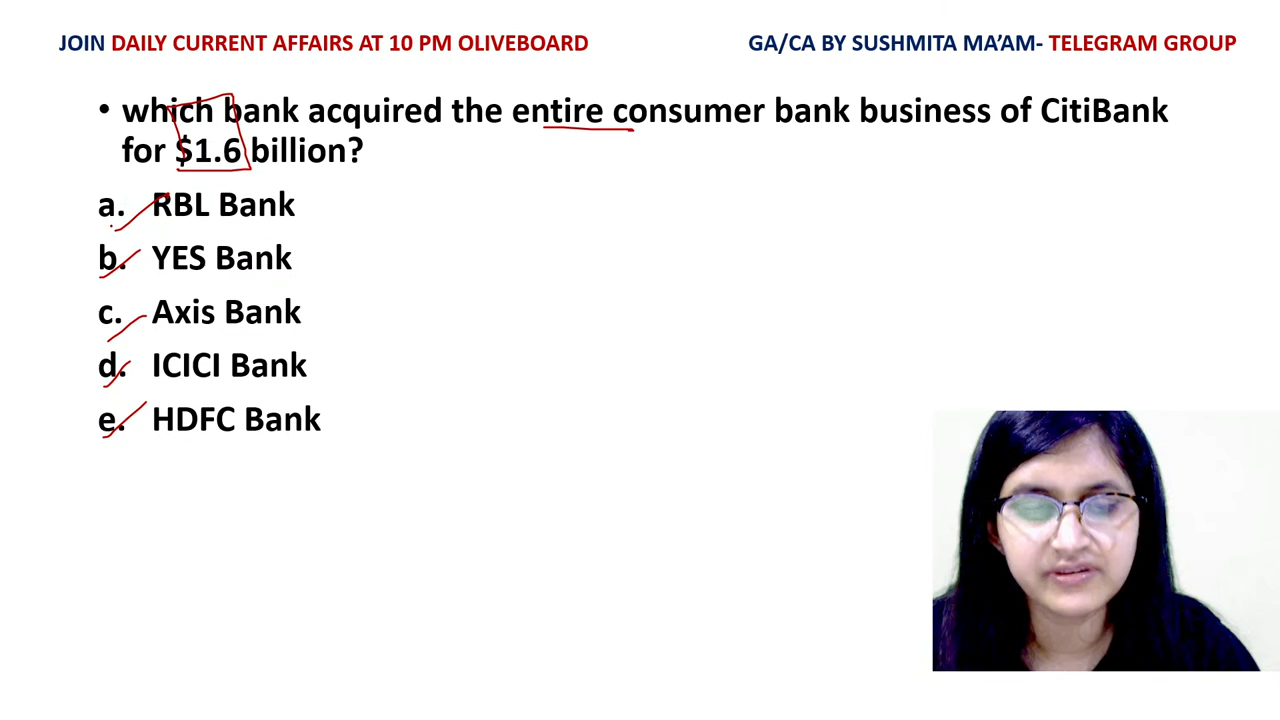 JOIN DAILY CURRENT AFFAIRS AT 10 PM OLIVEBOARD
GA/CA BY SUSHMITA MA'AM- TELEGRAM GROUP
• which bank acquired the entire consumer bank business of CitiBank
for $1.6 billion?
a. RBL Bank
b. YES Bank
c. Axis Bank
d. ICICI Bank
e. HDFC Bank